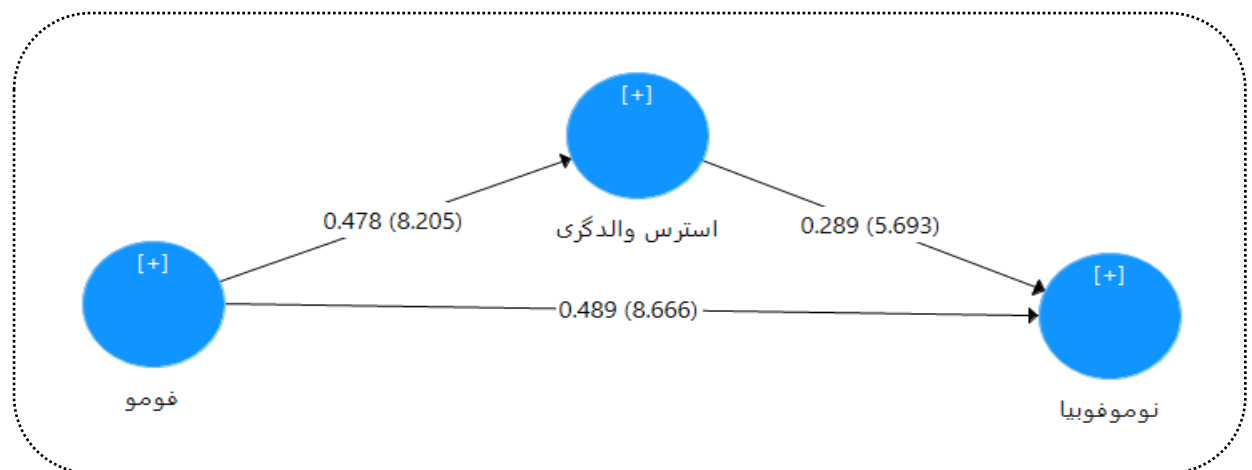 [+]
استرس والدگری
0.478 (8.205)
0.289 (5.693)
[+]
فومو
0.489 (8.666)
[+]
نوموفوبیا